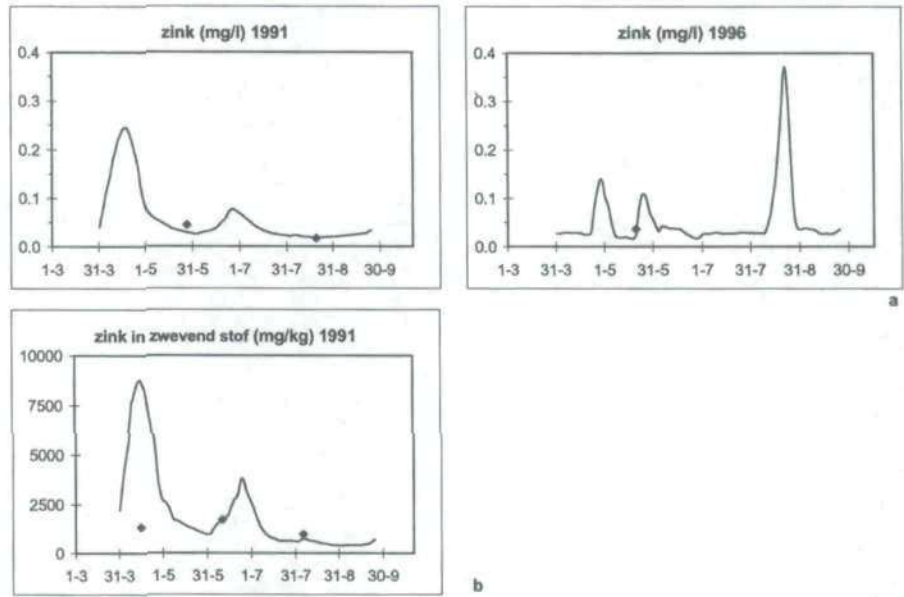 zink (mg/l) 1991
0.4
0.3
0.2
0.1
0.0
1-3 31-3 1-5 31-5 1-7 31-7 31-8 30-9
zink (mg/l) 1996
0.4
0.3
0.2
0.1
0.0
1-3 31-3 1-5 31-5 1-7 31-7 31-8 30-9
a
zink in zwevend stof (mg/kg) 1991
10000
7500
5000
2500
0
1-3 31-3 1-5 31-5 1-7 31-7 31-8 30-9
b